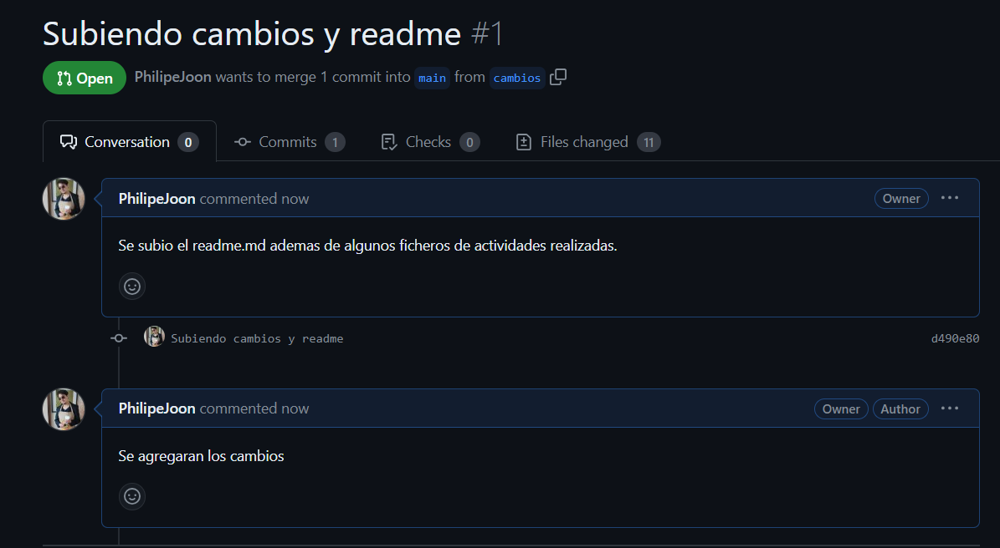 Subiendo cambios y readme #1
Open PhilipeJoon wants to merge 1 commit into main from cambios
Conversation 0 Commits 1 Checks 0 Files changed 11
PhilipeJoon commented now Owner
Se subio el readme.md ademas de algunos ficheros de actividades realizadas.
Subiendo cambios y readme d490e80
PhilipeJoon commented now Owner Author
Se agregaran los cambios